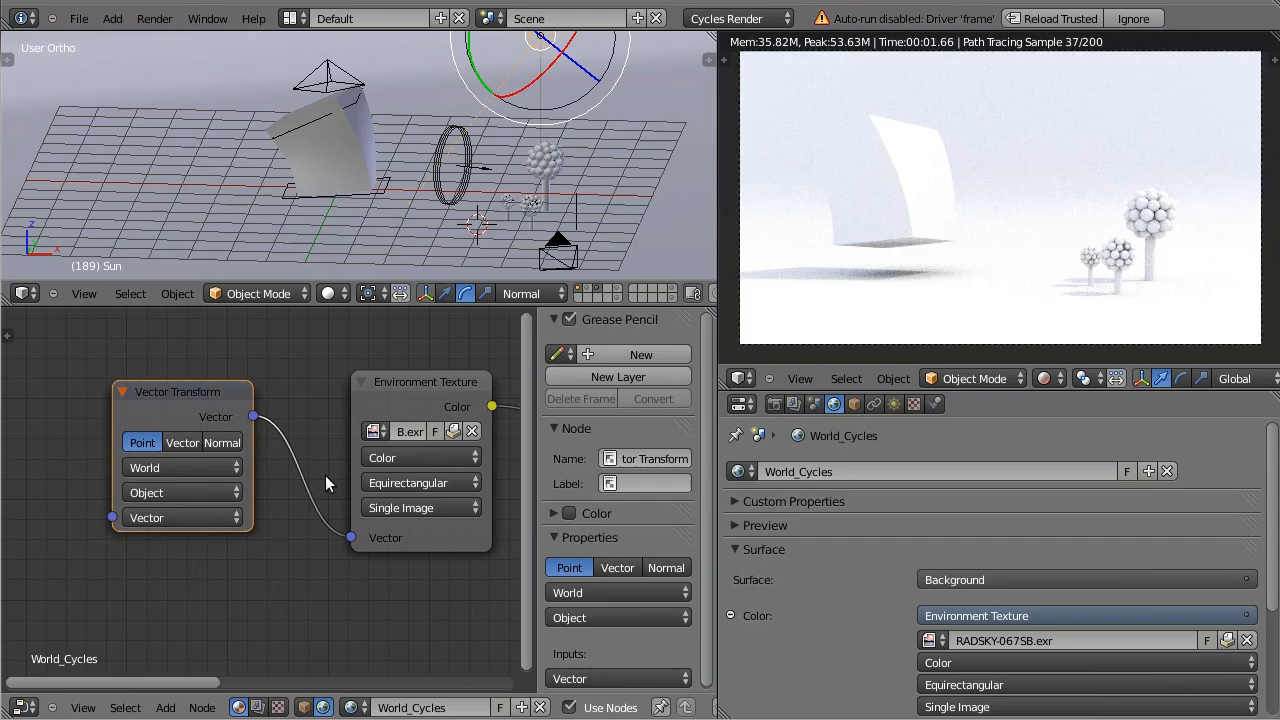 File Add Render Window Help Default Scene Cycles Render Auto-run disabled: Driver 'frame' Reload Trusted Ignore
User Ortho
z
y
x
(189) Sun
View Select Object Object Mode Normal
Mem:35.82M, Peak:53.63M | Time:00:01.66 | Path Tracing Sample 37/200
View Select Object Object Mode Global
Vector Transform
Vector
Point Vector Normal
World
Object
Vector
Environment Texture
Color
B.exr F
Color
Equirectangular
Single Image
Vector
World_Cycles
View Select Add Node World_Cycles F Use Nodes
Grease Pencil
New
New Layer
Delete Frame Convert
Node
Name: tor Transform
Label:
Color
Properties
Point Vector Normal
World
Object
Inputs:
Vector
World_Cycles
World_Cycles F
Custom Properties
Preview
Surface
Surface: Background
Color: Environment Texture
RADSKY-067SB.exr F
Color
Equirectangular
Single Image